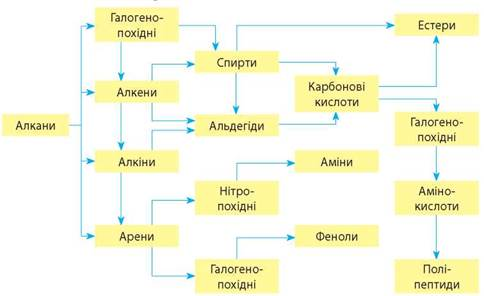 Галогено-
похідні
Естери
Спирти
Алкени
Карбонові
кислоти
Алкани
Альдегіди
Галогено-
похідні
Алкіни
Аміни
Нітро-
похідні
Аміно-
кислоти
Арени
Феноли
Галогено-
похідні
Полі-
пептиди